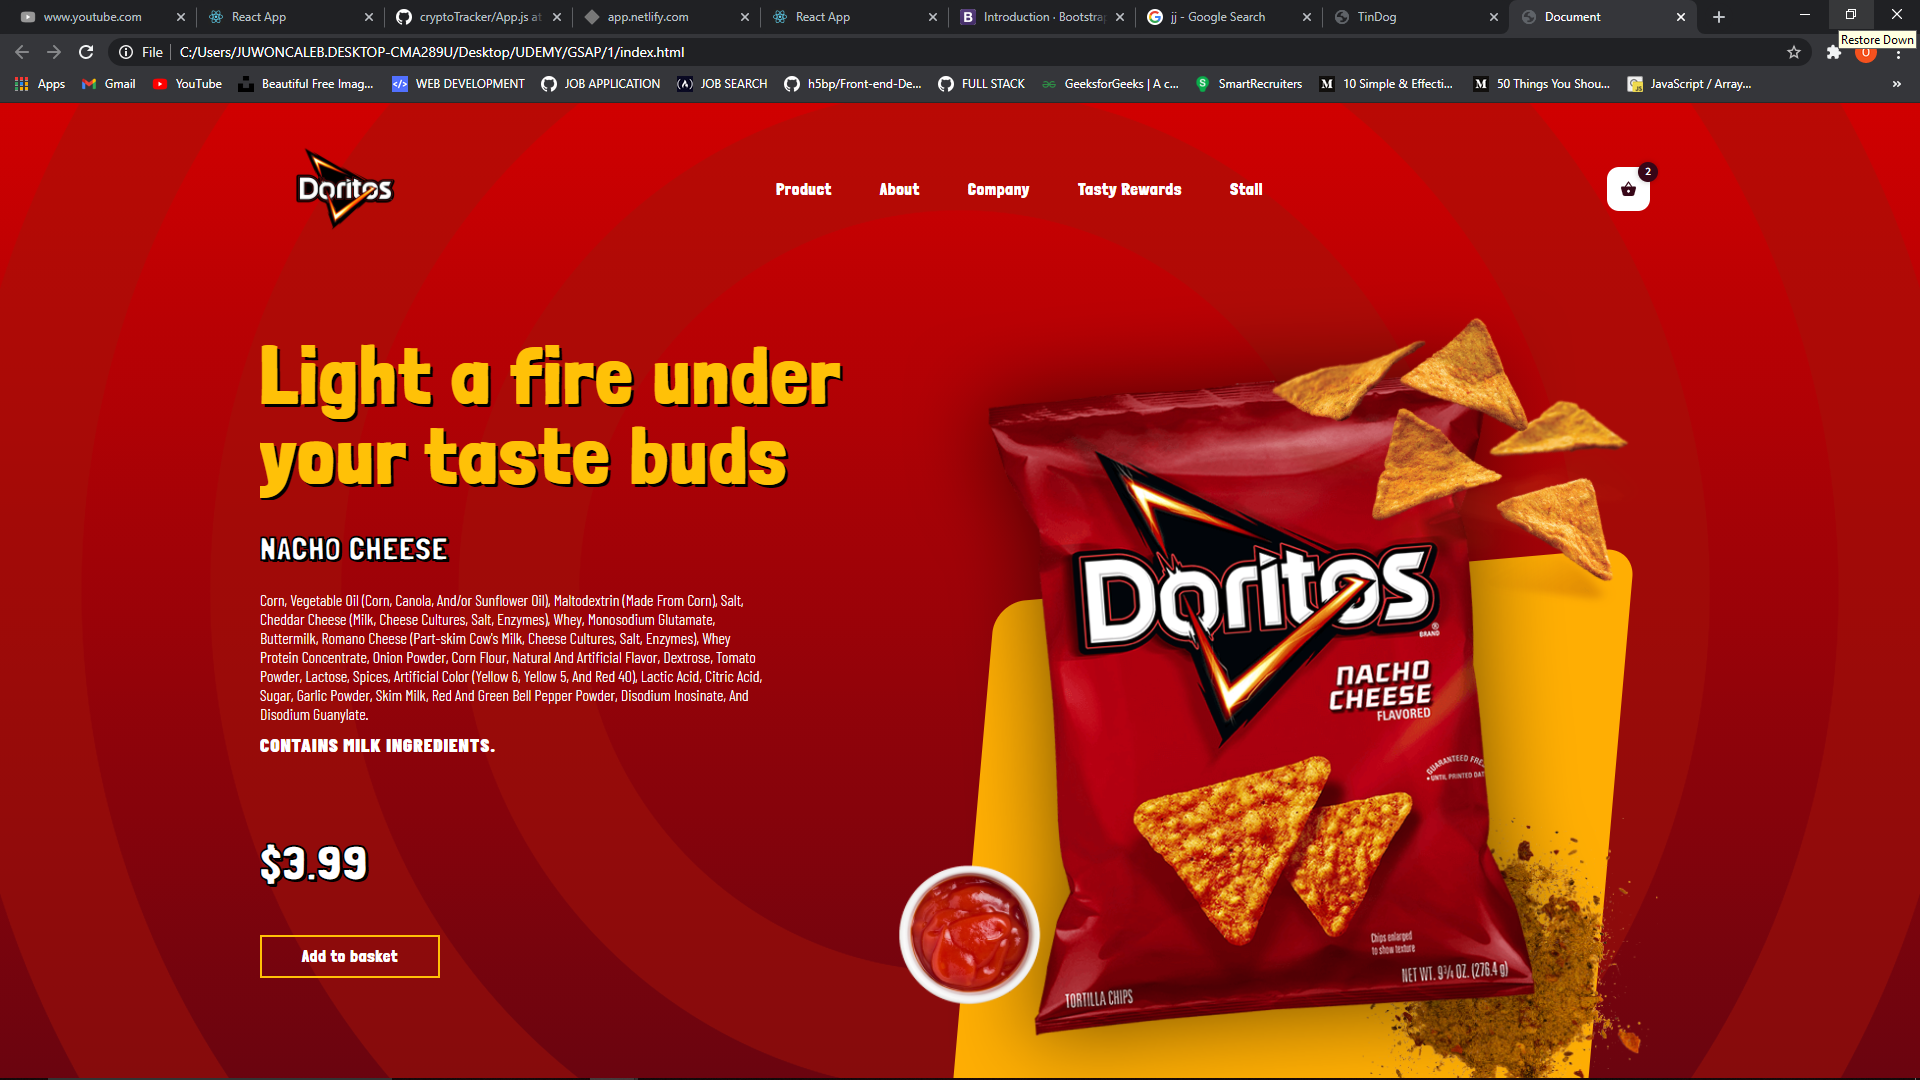 www.youtube.com
React App
cryptoTracker/App.js at
app.netlify.com
React App
B
Introduction · Bootstrap
jj - Google Search
TinDog
Document
Restore Down
File
C:/Users/JUWONCALEB.DESKTOP-CMA289U/Desktop/UDEMY/GSAP/1/index.html
Apps
Gmail
YouTube
Beautiful Free Imag...
WEB DEVELOPMENT
JOB APPLICATION
JOB SEARCH
h5bp/Front-end-De...
FULL STACK
GeeksforGeeks | A c...
SmartRecruiters
10 Simple & Effecti...
50 Things You Shou...
JavaScript / Array...
»
Doritos
Product
About
Company
Tasty Rewards
Stall
2
Light a fire under
your taste buds
NACHO CHEESE
Corn, Vegetable Oil (Corn, Canola, And/or Sunflower Oil), Maltodextrin (Made From Corn), Salt,
Cheddar Cheese (Milk, Cheese Cultures, Salt, Enzymes), Whey, Monosodium Glutamate,
Buttermilk, Romano Cheese (Part-skim Cow's Milk, Cheese Cultures, Salt, Enzymes), Whey
Protein Concentrate, Onion Powder, Corn Flour, Natural And Artificial Flavor, Dextrose, Tomato
Powder, Lactose, Spices, Artificial Color (Yellow 6, Yellow 5, And Red 40), Lactic Acid, Citric Acid,
Sugar, Garlic Powder, Skim Milk, Red And Green Bell Pepper Powder, Disodium Inosinate, And
Disodium Guanylate.
CONTAINS MILK INGREDIENTS.
$3.99
Add to basket
Doritos
®
BRAND
NACHO
CHEESE
FLAVORED
GUARANTEED FRE
• UNTIL PRINTED DAT
Chips enlarged
to show texture
NET WT. 9 3/4 OZ. (276.4 g)
TORTILLA CHIPS